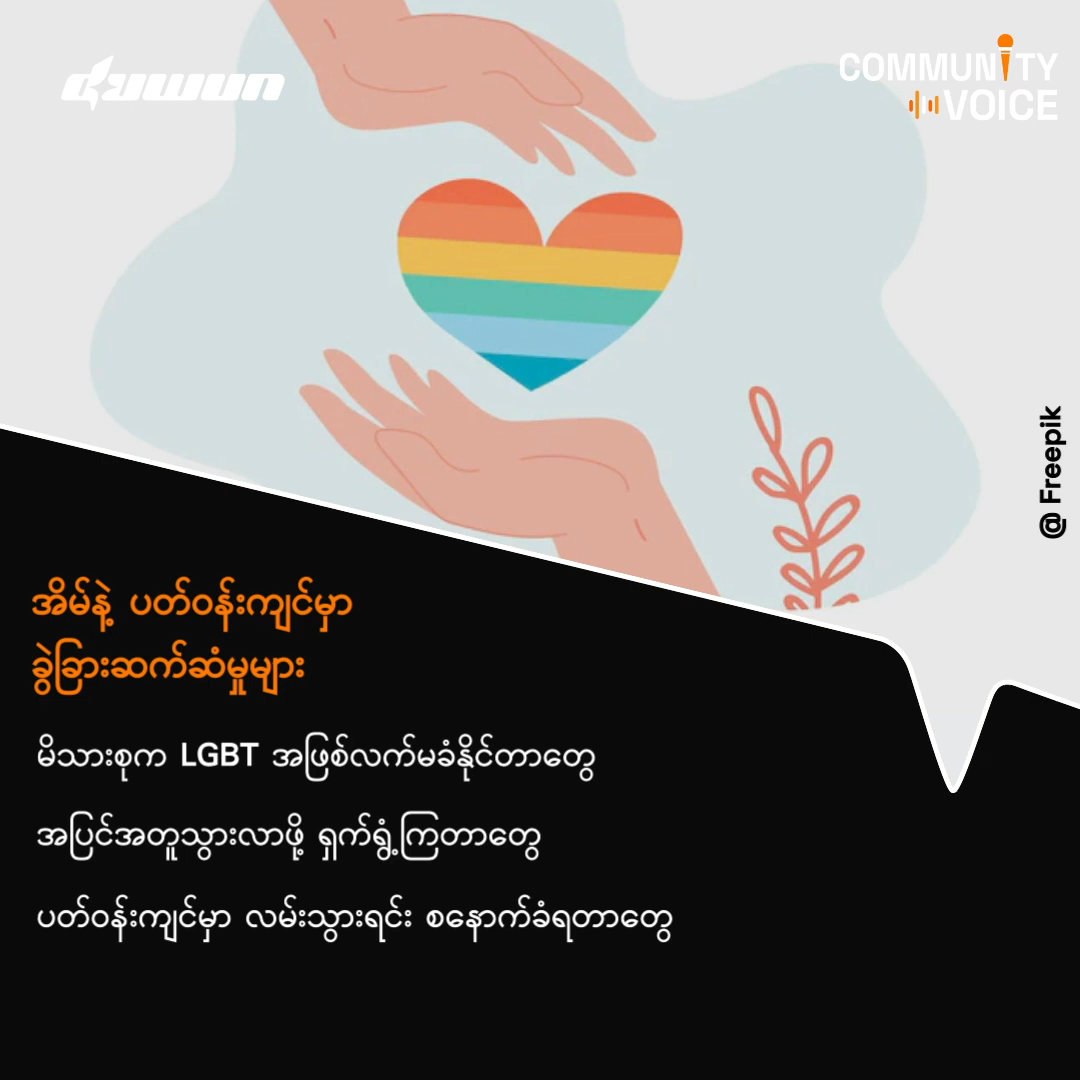 COMMUNITY
VOICE
@ Freepik
အိမ်နဲ့ ပတ်ဝန်းကျင်မှာ
ခွဲခြားဆက်ဆံမှုများ
မိသားစုက LGBT အဖြစ်လက်မခံနိုင်တာတွေ
အပြင်အတူသွားလာဖို့ ရှက်ရွံ့ကြတာတွေ
ပတ်ဝန်းကျင်မှာ လမ်းသွားရင်း စနောက်ခံရတာတွေ